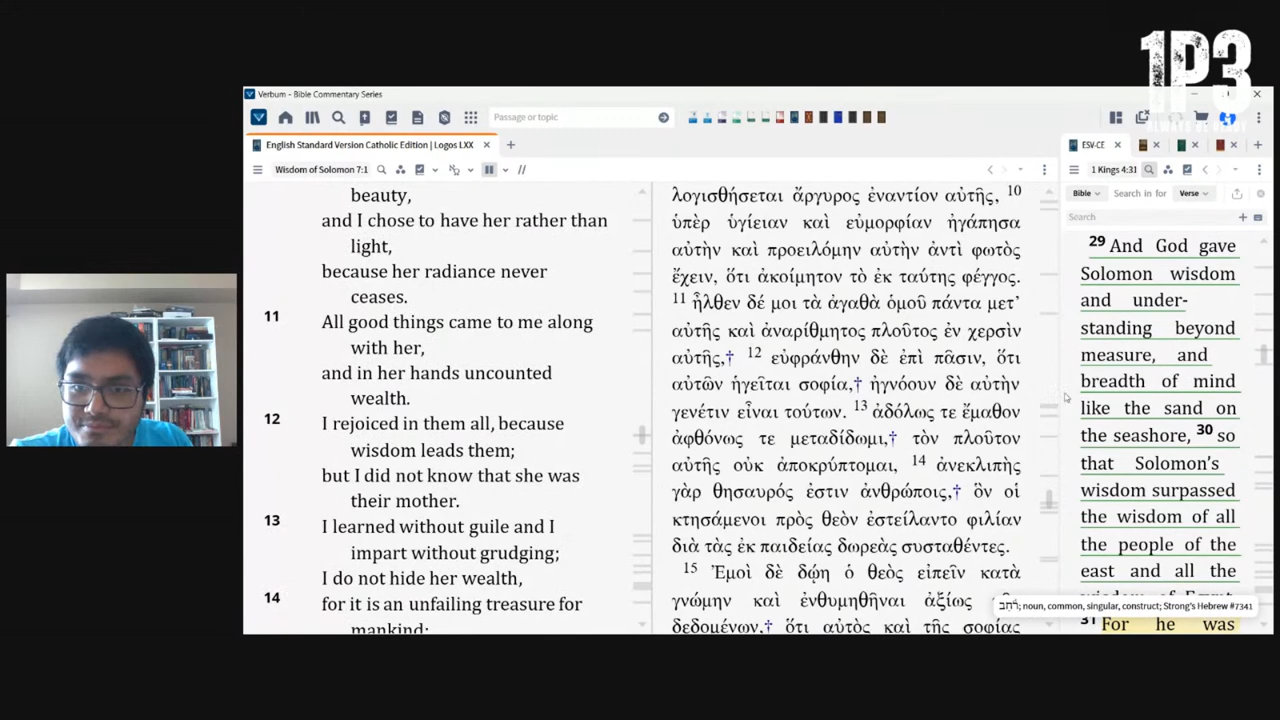 1P3
ALWAYS BE READY
Verbum - Bible Commentary Series
Passage or topic
English Standard Version Catholic Edition | Logos LXX
ESV-CE
Wisdom of Solomon 7:1
1 Kings 4:31
Bible
Search in for
Verse
Search
beauty,
and I chose to have her rather than
light,
because her radiance never
ceases.
11 All good things came to me along
with her,
and in her hands uncounted
wealth.
12 I rejoiced in them all, because
wisdom leads them;
but I did not know that she was
their mother.
13 I learned without guile and I
impart without grudging;
I do not hide her wealth,
14 for it is an unfailing treasure for
mankind;
λογισθήσεται ἄργυρος ἐναντίον αὐτῆς, 10
ὑπὲρ ὑγίειαν καὶ εὐμορφίαν ἠγάπησα
αὐτὴν καὶ προειλόμην αὐτὴν ἀντὶ φωτὸς
ἔχειν, ὅτι ἀκοίμητον τὸ ἐκ ταύτης φέγγος.
11 ἦλθεν δέ μοι τὰ ἀγαθὰ ὁμοῦ πάντα μετ’
αὐτῆς καὶ ἀναρίθμητος πλοῦτος ἐν χερσὶν
αὐτῆς,† 12 εὐφράνθην δὲ ἐπὶ πᾶσιν, ὅτι
αὐτῶν ἡγεῖται σοφία,† ἠγνόουν δὲ αὐτὴν
γενέτιν εἶναι τούτων. 13 ἀδόλως τε ἔμαθον
ἀφθόνως τε μεταδίδωμι,† τὸν πλοῦτον
αὐτῆς οὐκ ἀποκρύπτομαι, 14 ἀνεκλιπὴς
γὰρ θησαυρός ἐστιν ἀνθρώποις,† ὃν οἱ
κτησάμενοι πρὸς θεὸν ἐστείλαντο φιλίαν
διὰ τὰς ἐκ παιδείας δωρεὰς συσταθέντες.
15 Ἐμοὶ δὲ δῴη ὁ θεὸς εἰπεῖν κατὰ
γνώμην καὶ ἐνθυμηθῆναι ἀξίως
δεδομένων,† ὅτι αὐτὸς καὶ τῆς σοφίας
29 And God gave
Solomon wisdom
and under-
standing beyond
measure, and
breadth of mind
like the sand on
the seashore, 30 so
that Solomon’s
wisdom surpassed
the wisdom of all
the people of the
east and all the
רֹחַב; noun, common, singular, construct; Strong's Hebrew #7341
31 For he was